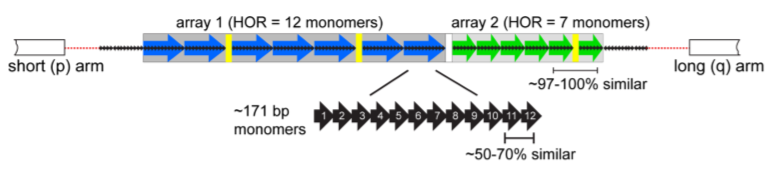 array 1 (HOR = 12 monomers)
array 2 (HOR = 7 monomers)
short (p) arm
long (q) arm
~97-100% similar
~171 bp
monomers
1 2 3 4 5 6 7 8 9 10 11 12
~50-70% similar